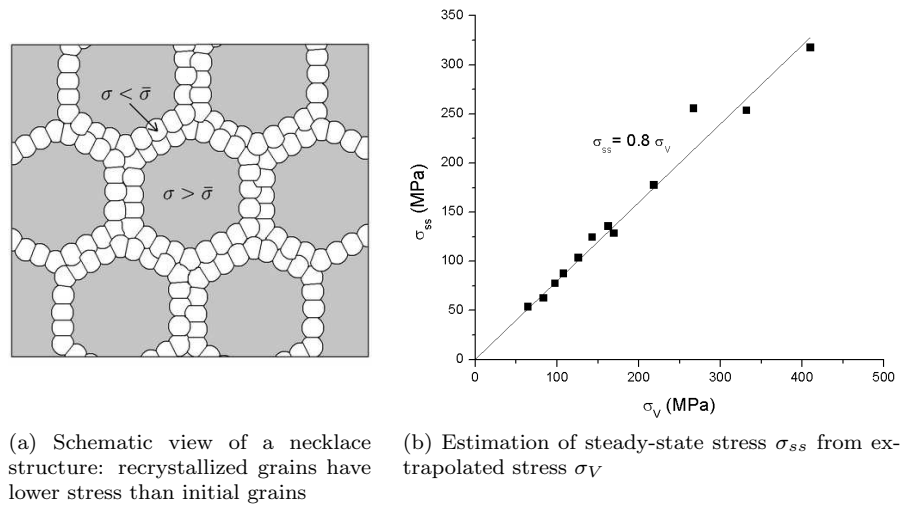 σ < σ̄
σ > σ̄
350
300
250
200
150
100
50
0
σss (MPa)
σss= 0.8 σV
0 100 200 300 400 500
σV (MPa)
(a) Schematic view of a necklace
structure: recrystallized grains have
lower stress than initial grains
(b) Estimation of steady-state stress σss from ex-
trapolated stress σV